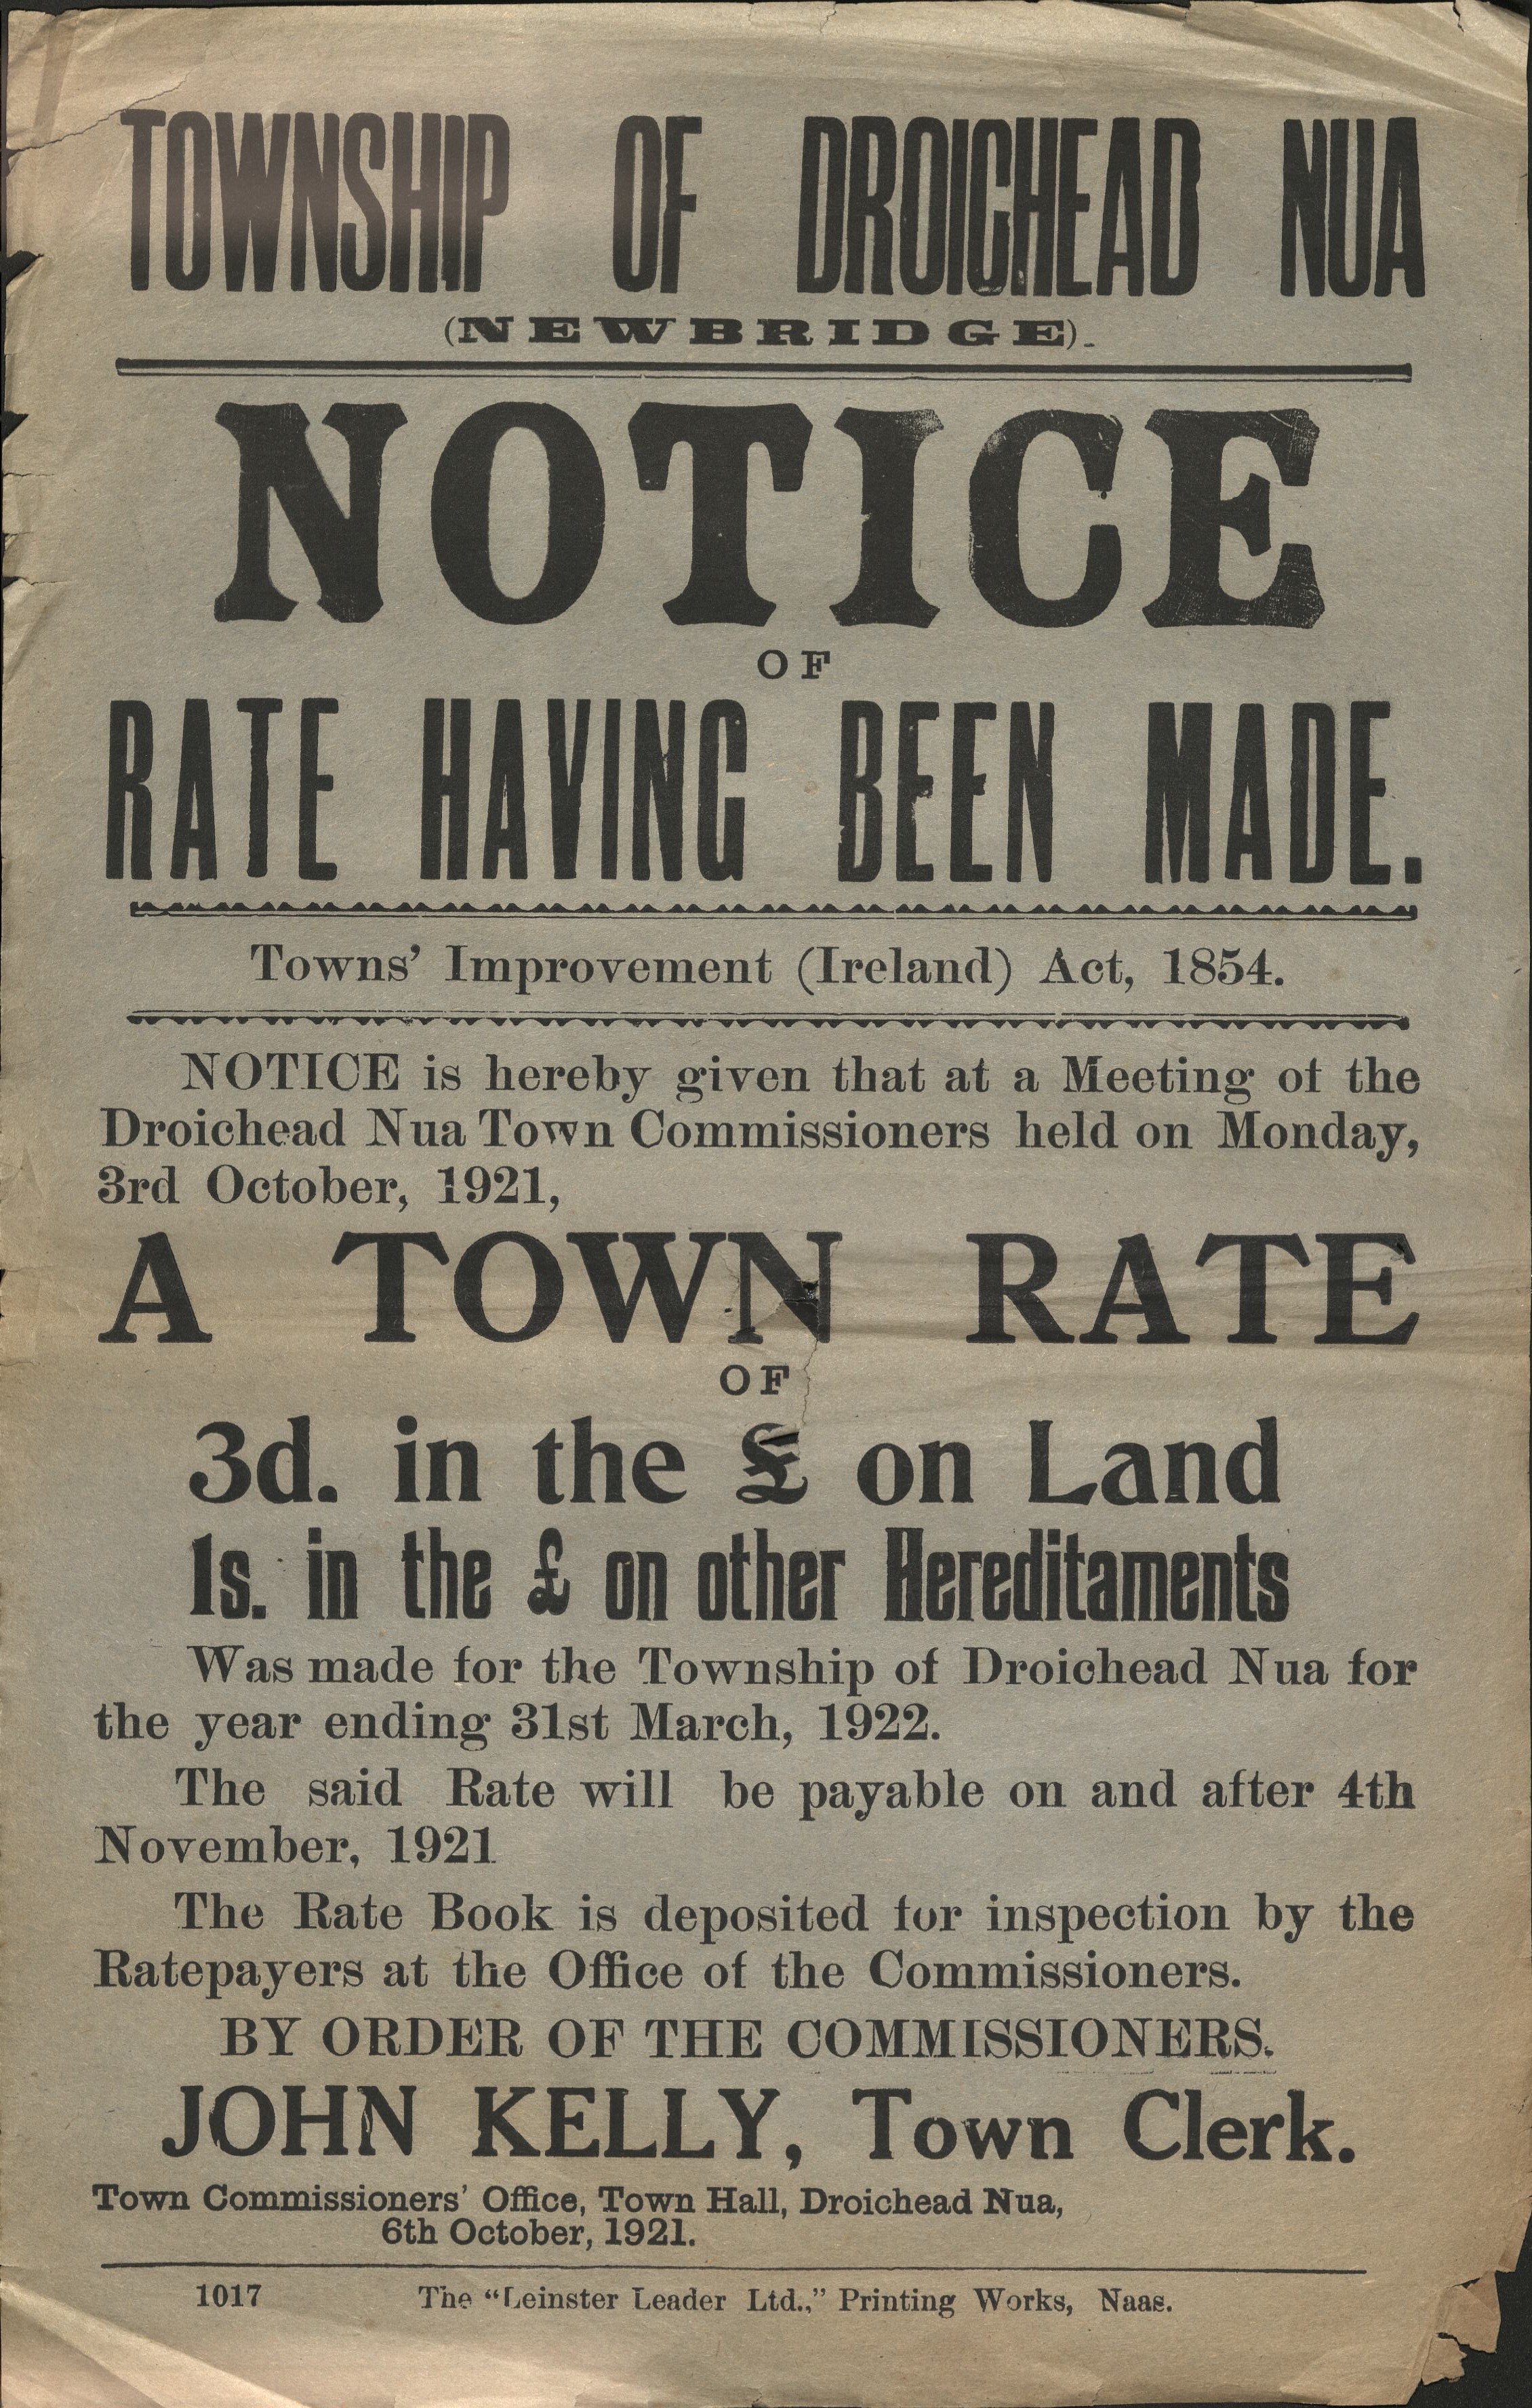 TOWNSHIP OF DROICHEAD NUA
(NEWBRIDGE).
NOTICE
OF
RATE HAVING BEEN MADE.
Towns' Improvement (Ireland) Act, 1854.
NOTICE is hereby given that at a Meeting of the
Droichead Nua Town Commissioners held on Monday,
3rd October, 1921,
A TOWN RATE
OF
3d. in the £ on Land
1s. in the £ on other Hereditaments
Was made for the Township of Droichead Nua for
the year ending 31st March, 1922.
The said Rate will be payable on and after 4th
November, 1921
The Rate Book is deposited for inspection by the
Ratepayers at the Office of the Commissioners.
BY ORDER OF THE COMMISSIONERS.
JOHN KELLY, Town Clerk.
Town Commissioners' Office, Town Hall, Droichead Nua,
6th October, 1921.
1017 The "Leinster Leader Ltd.," Printing Works, Naas.